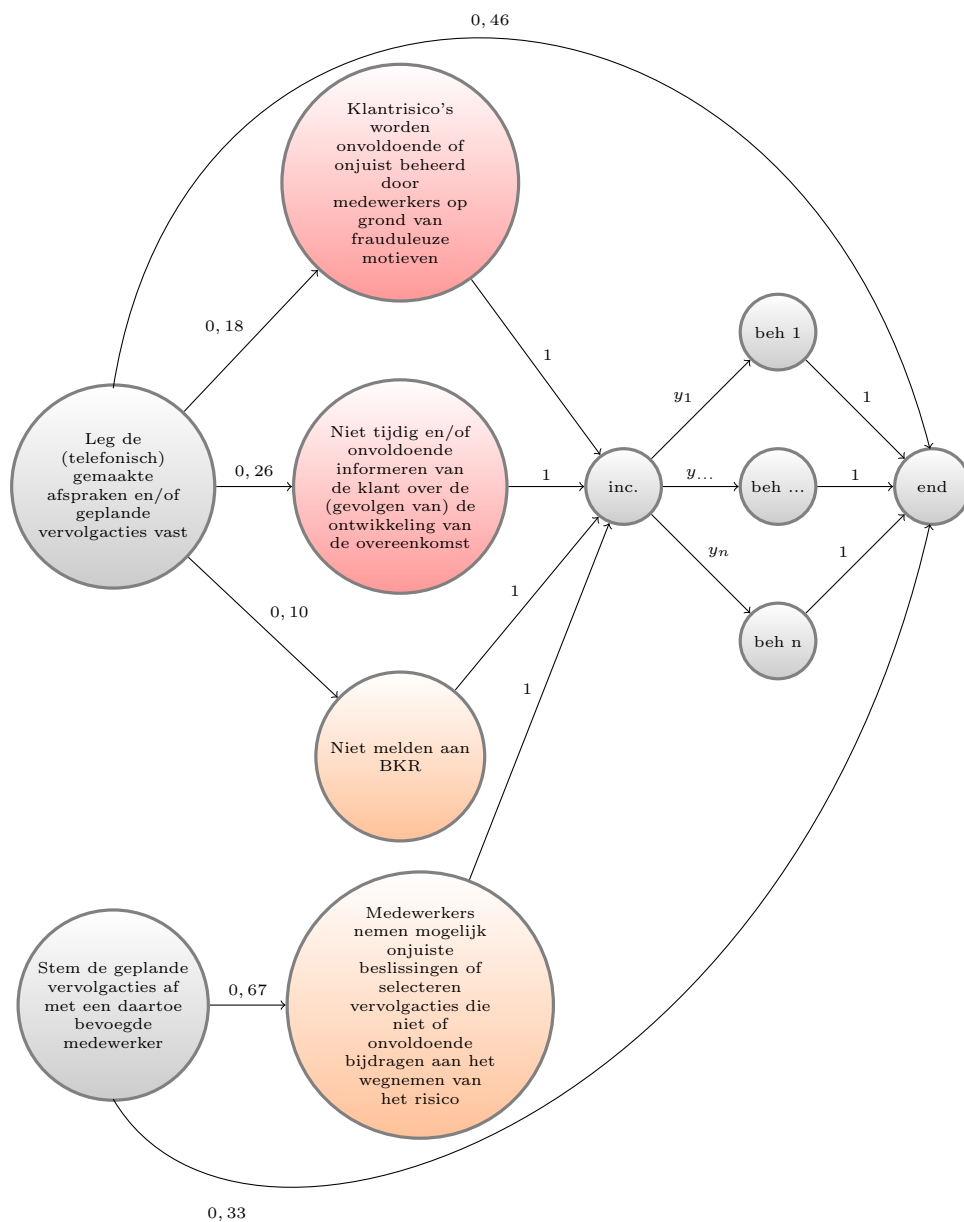 0, 46
Klantrisico's
worden
onvoldoende of
onjuist beheerd
door
medewerkers op
grond van
frauduleuze
motieven
0, 18
1
beh 1
y1
1
Leg de
(telefonisch)
gemaakte
afspraken en/of
geplande
vervolgacties vast
0, 26
Niet tijdig en/of
onvoldoende
informeren van
de klant over de
(gevolgen van) de
ontwikkeling van
de overeenkomst
1
inc.
y...
beh ...
1
end
0, 10
1
yn
1
beh n
1
Niet melden aan
BKR
Stem de geplande
vervolgacties af
met een daartoe
bevoegde
medewerker
0, 67
Medewerkers
nemen mogelijk
onjuiste
beslissingen of
selecteren
vervolgacties die
niet of
onvoldoende
bijdragen aan het
wegnemen van
het risico
0, 33